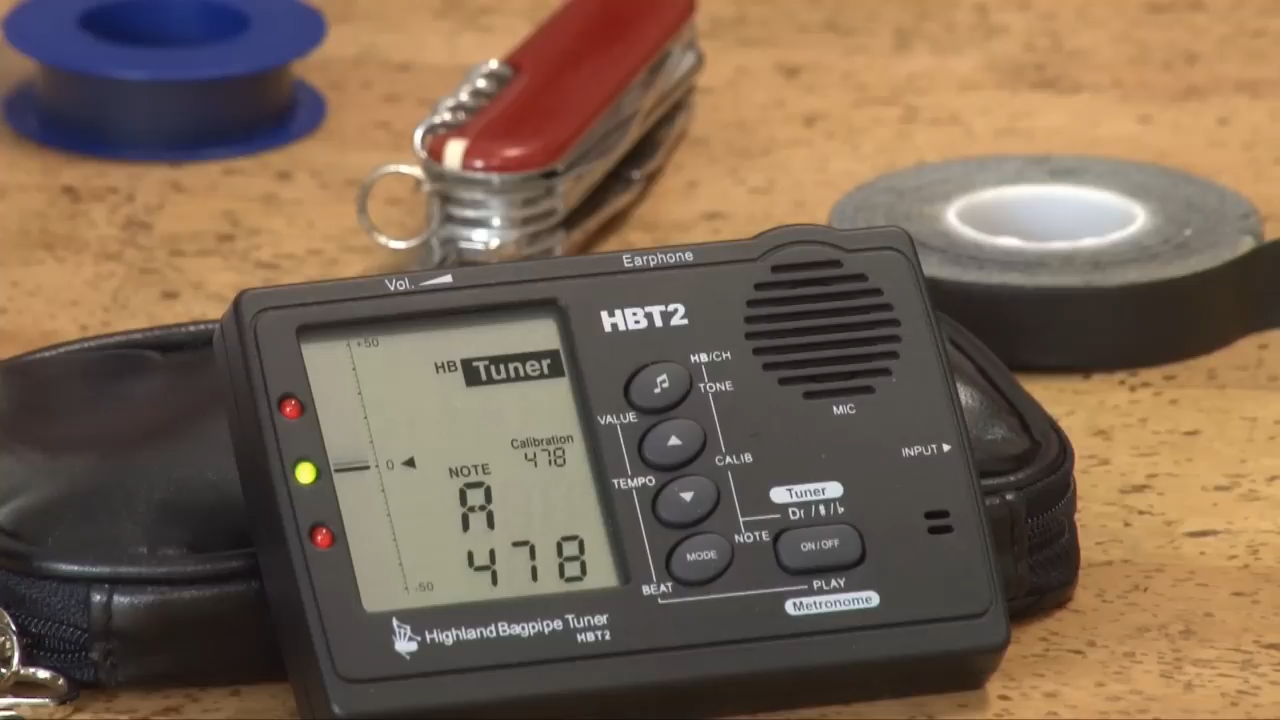 Vol.
Earphone
+50
HB Tuner
Calibration
478
NOTE
0
A
478
-50
Highland Bagpipe Tuner
HBT2
HBT2
HB/CH
TONE
VALUE
CALIB
TEMPO
NOTE
MODE
BEAT
MIC
INPUT
Tuner
Dr / # / b
ON/OFF
PLAY
Metronome